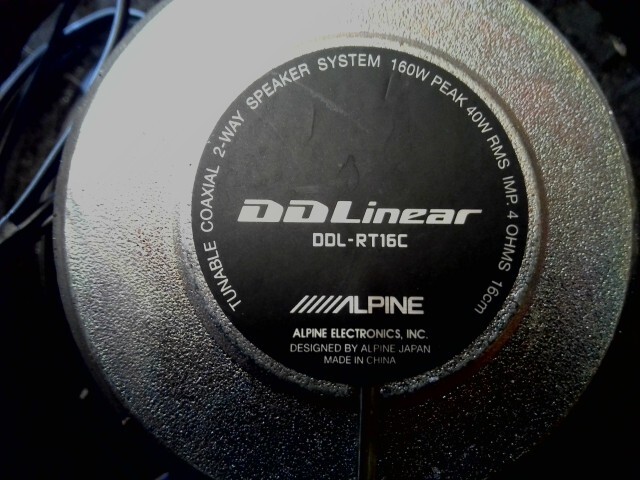 TUNABLE COAXIAL 2-WAY SPEAKER SYSTEM 160W PEAK 40W RMS IMP 4 OHMS 16cm
DDLinear
DDL-RT16C
ALPINE
ALPINE ELECTRONICS, INC.
DESIGNED BY ALPINE JAPAN
MADE IN CHINA